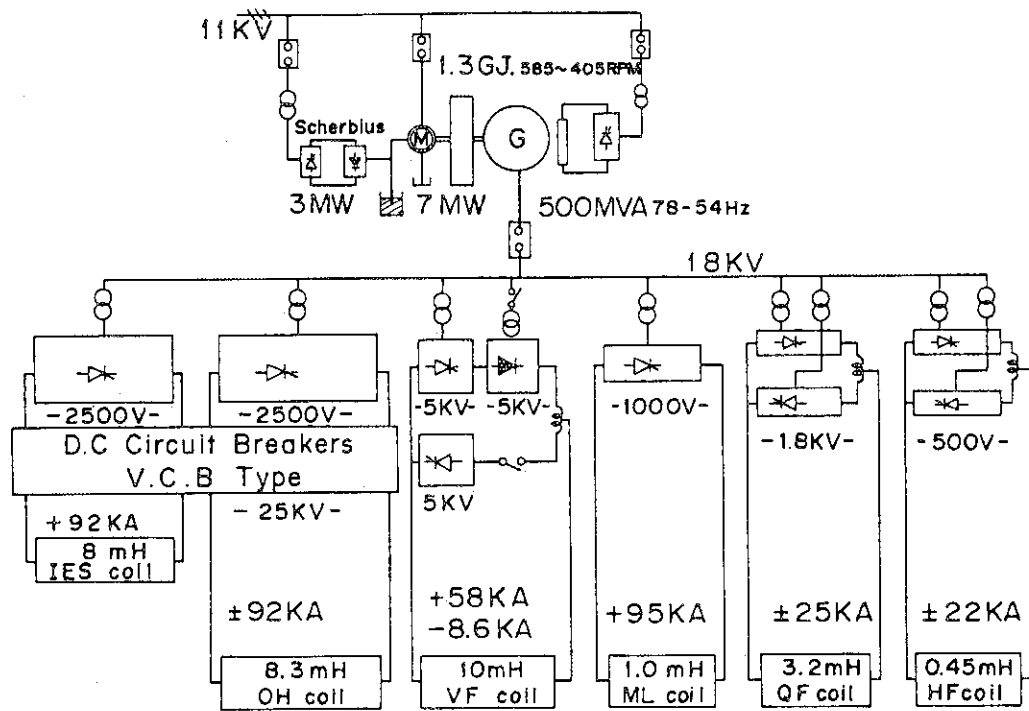 11KV
1.3GJ. 585~405RPM
Scherbius
M
G
3MW
7 MW
500MVA 78-54Hz
18KV
-2500V-
-2500V-
-5KV-
-5KV-
-1000V-
-1.8KV-
-500V-
D.C Circuit Breakers
V.C.B Type
5KV
-25KV-
+92KA
8 mH
IES coil
±92KA
+58KA
-8.6KA
+95KA
±25KA
±22KA
8.3mH
OH coil
10mH
VF coil
1.0 mH
ML coil
3.2mH
QF coil
0.45mH
HFcoil